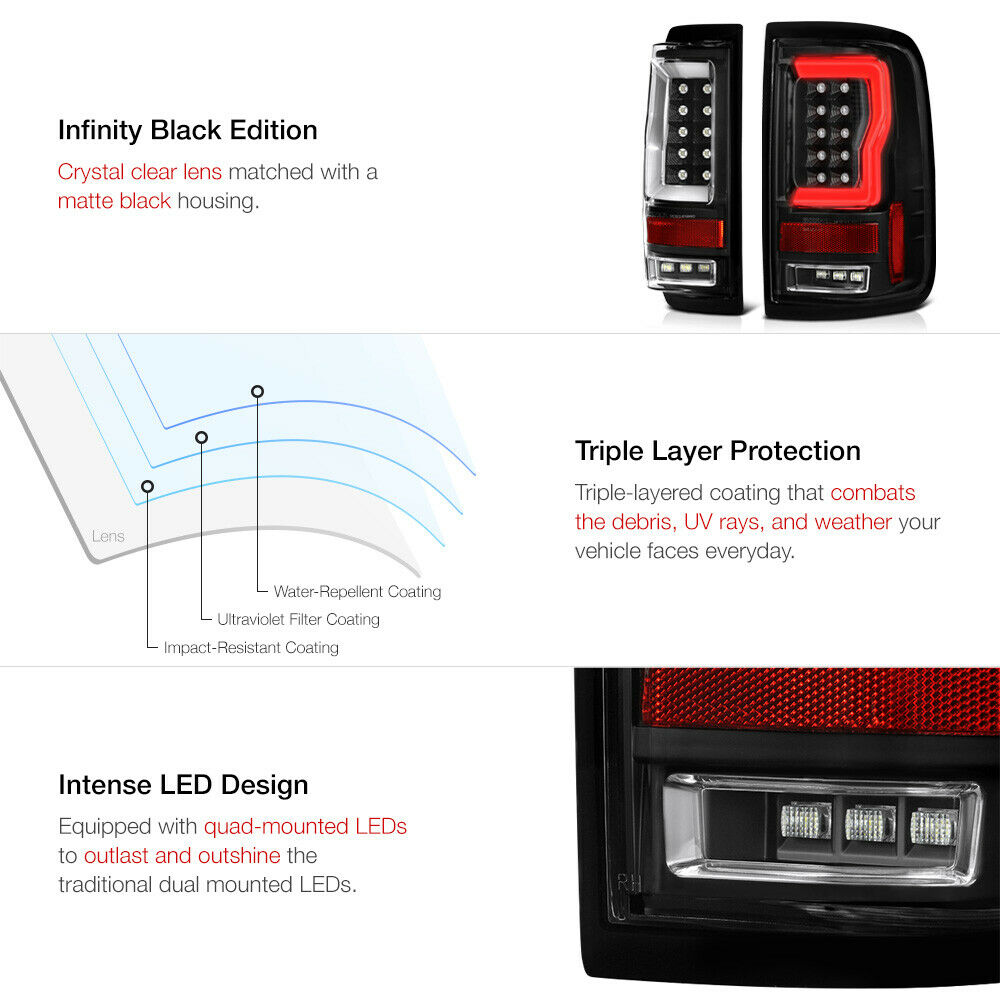 Infinity Black Edition
Crystal clear lens matched with a
matte black housing.
Triple Layer Protection
Triple-layered coating that combats
the debris, UV rays, and weather your
vehicle faces everyday.
Lens
Water-Repellent Coating
Ultraviolet Filter Coating
Impact-Resistant Coating
Intense LED Design
Equipped with quad-mounted LEDs
to outlast and outshine the
traditional dual mounted LEDs.
RH